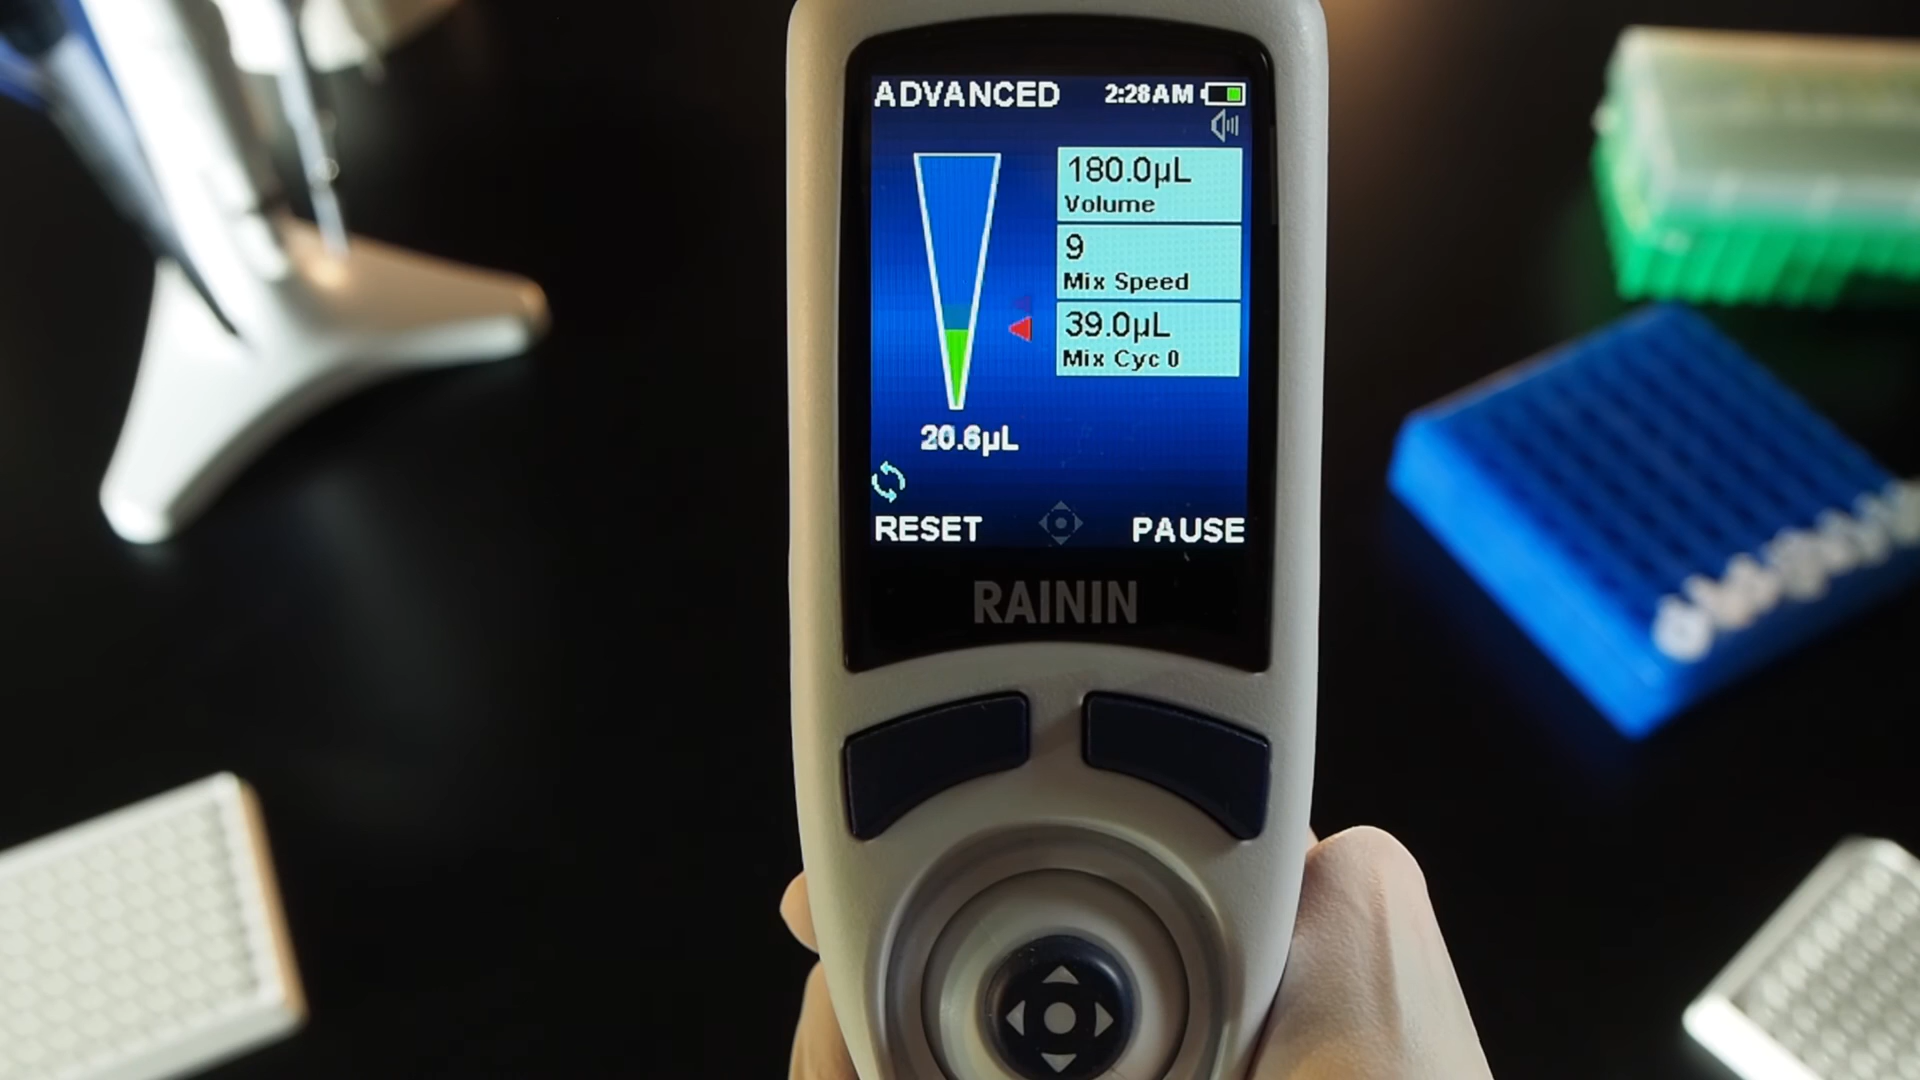 ADVANCED 2:28AM
180.0µL
Volume
9
Mix Speed
39.0µL
Mix Cyc 0
20.6µL
RESET PAUSE
RAININ